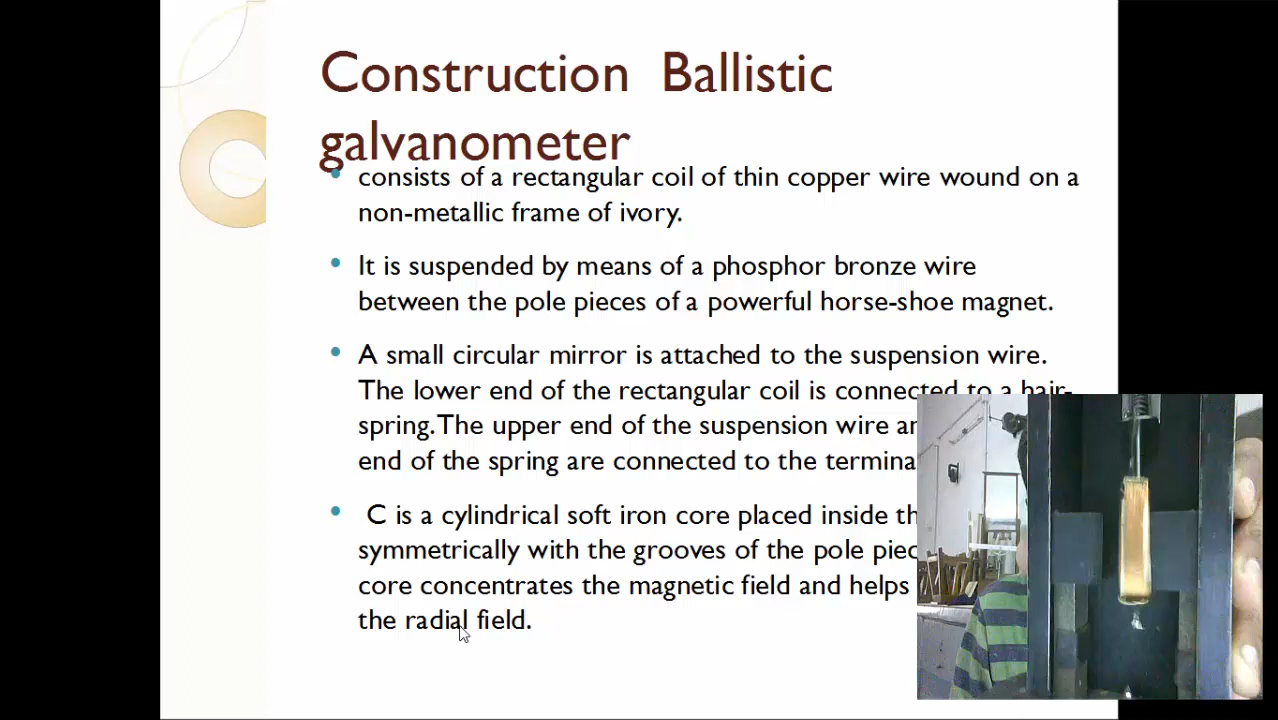 Construction Ballistic
galvanometer
• consists of a rectangular coil of thin copper wire wound on a
non-metallic frame of ivory.
• It is suspended by means of a phosphor bronze wire
between the pole pieces of a powerful horse-shoe magnet.
• A small circular mirror is attached to the suspension wire.
The lower end of the rectangular coil is connected to a hair-
spring. The upper end of the suspension wire
end of the spring are connected to the
• C is a cylindrical soft iron core placed inside
symmetrically with the grooves of the pole
core concentrates the magnetic field and helps
the radial field.